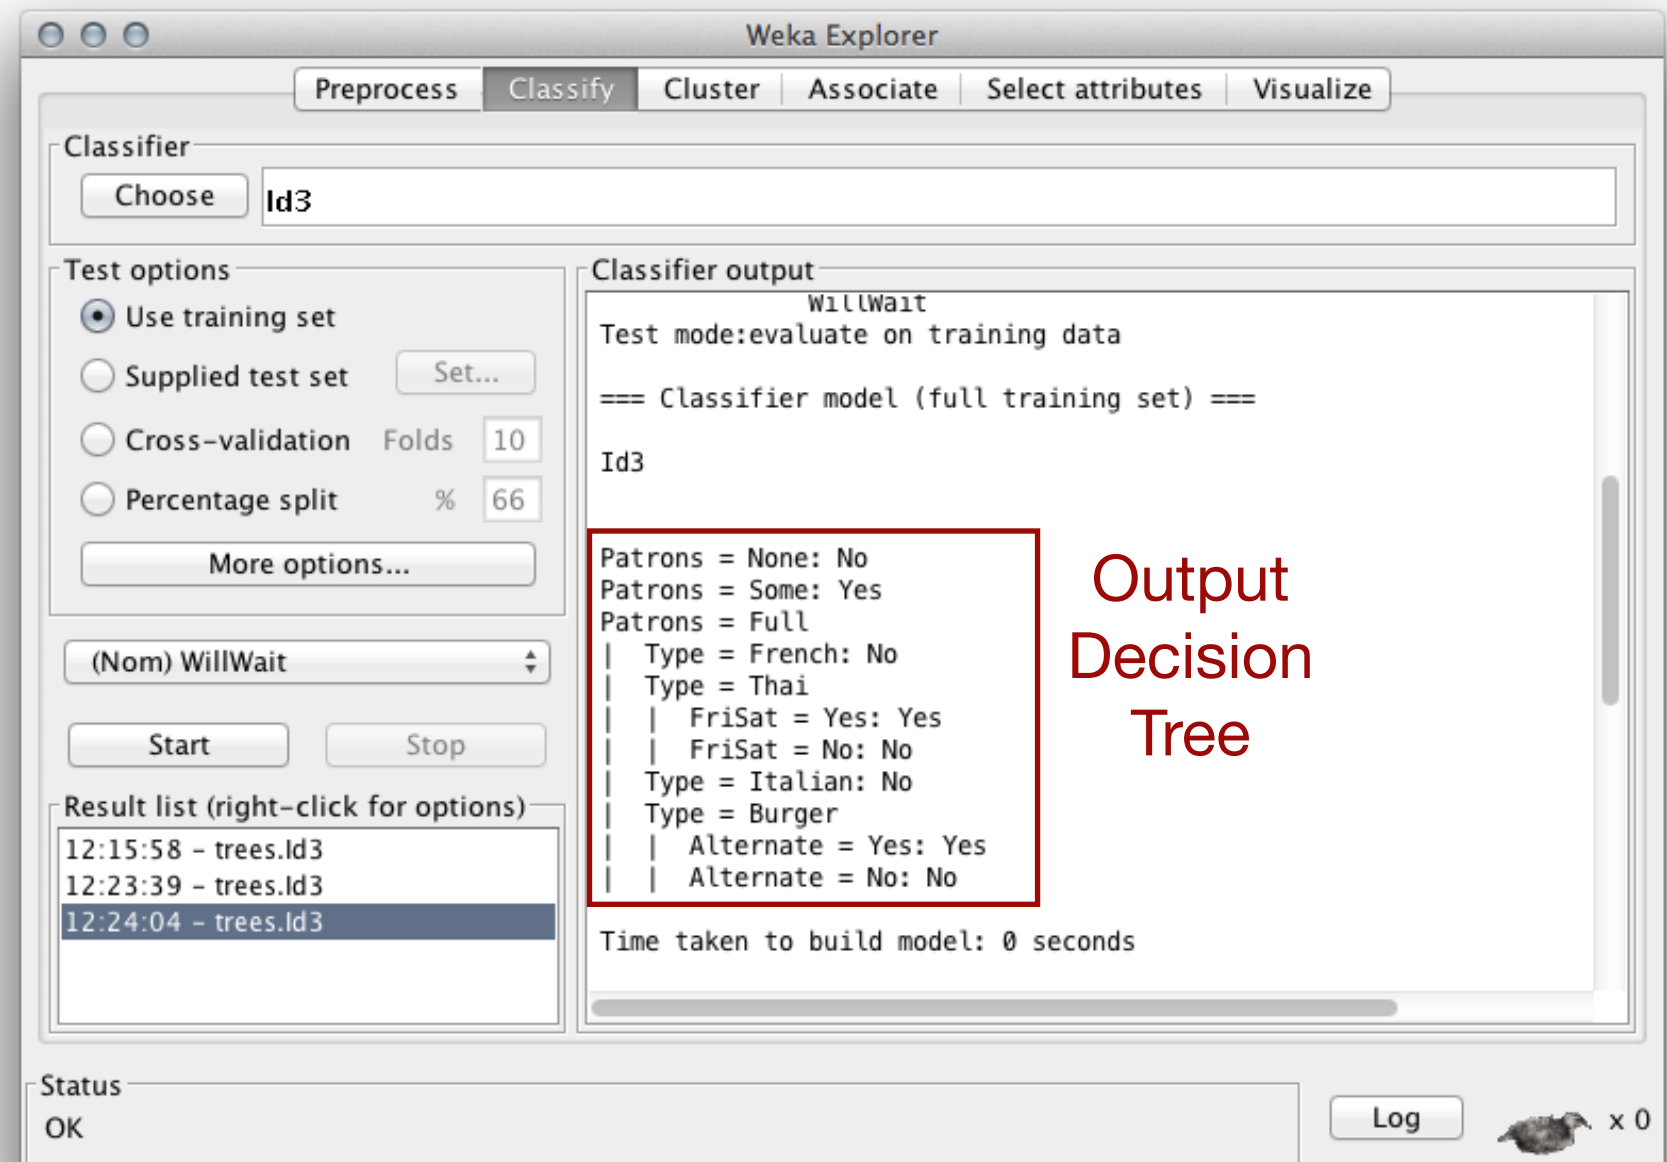 Weka Explorer
Preprocess Classify Cluster Associate Select attributes Visualize
Classifier
Choose Id3
Test options
Use training set
Supplied test set Set...
Cross-validation Folds 10
Percentage split % 66
More options...
(Nom) WillWait
Start Stop
Result list (right-click for options)
12:15:58 - trees.Id3
12:23:39 - trees.Id3
12:24:04 - trees.Id3
Classifier output
WillWait
Test mode:evaluate on training data
=== Classifier model (full training set) ===
Id3
Patrons = None: No
Patrons = Some: Yes
Patrons = Full
| Type = French: No
| Type = Thai
| | FriSat = Yes: Yes
| | FriSat = No: No
| Type = Italian: No
| Type = Burger
| | Alternate = Yes: Yes
| | Alternate = No: No
Time taken to build model: 0 seconds
Output
Decision
Tree
Status
OK
Log x 0